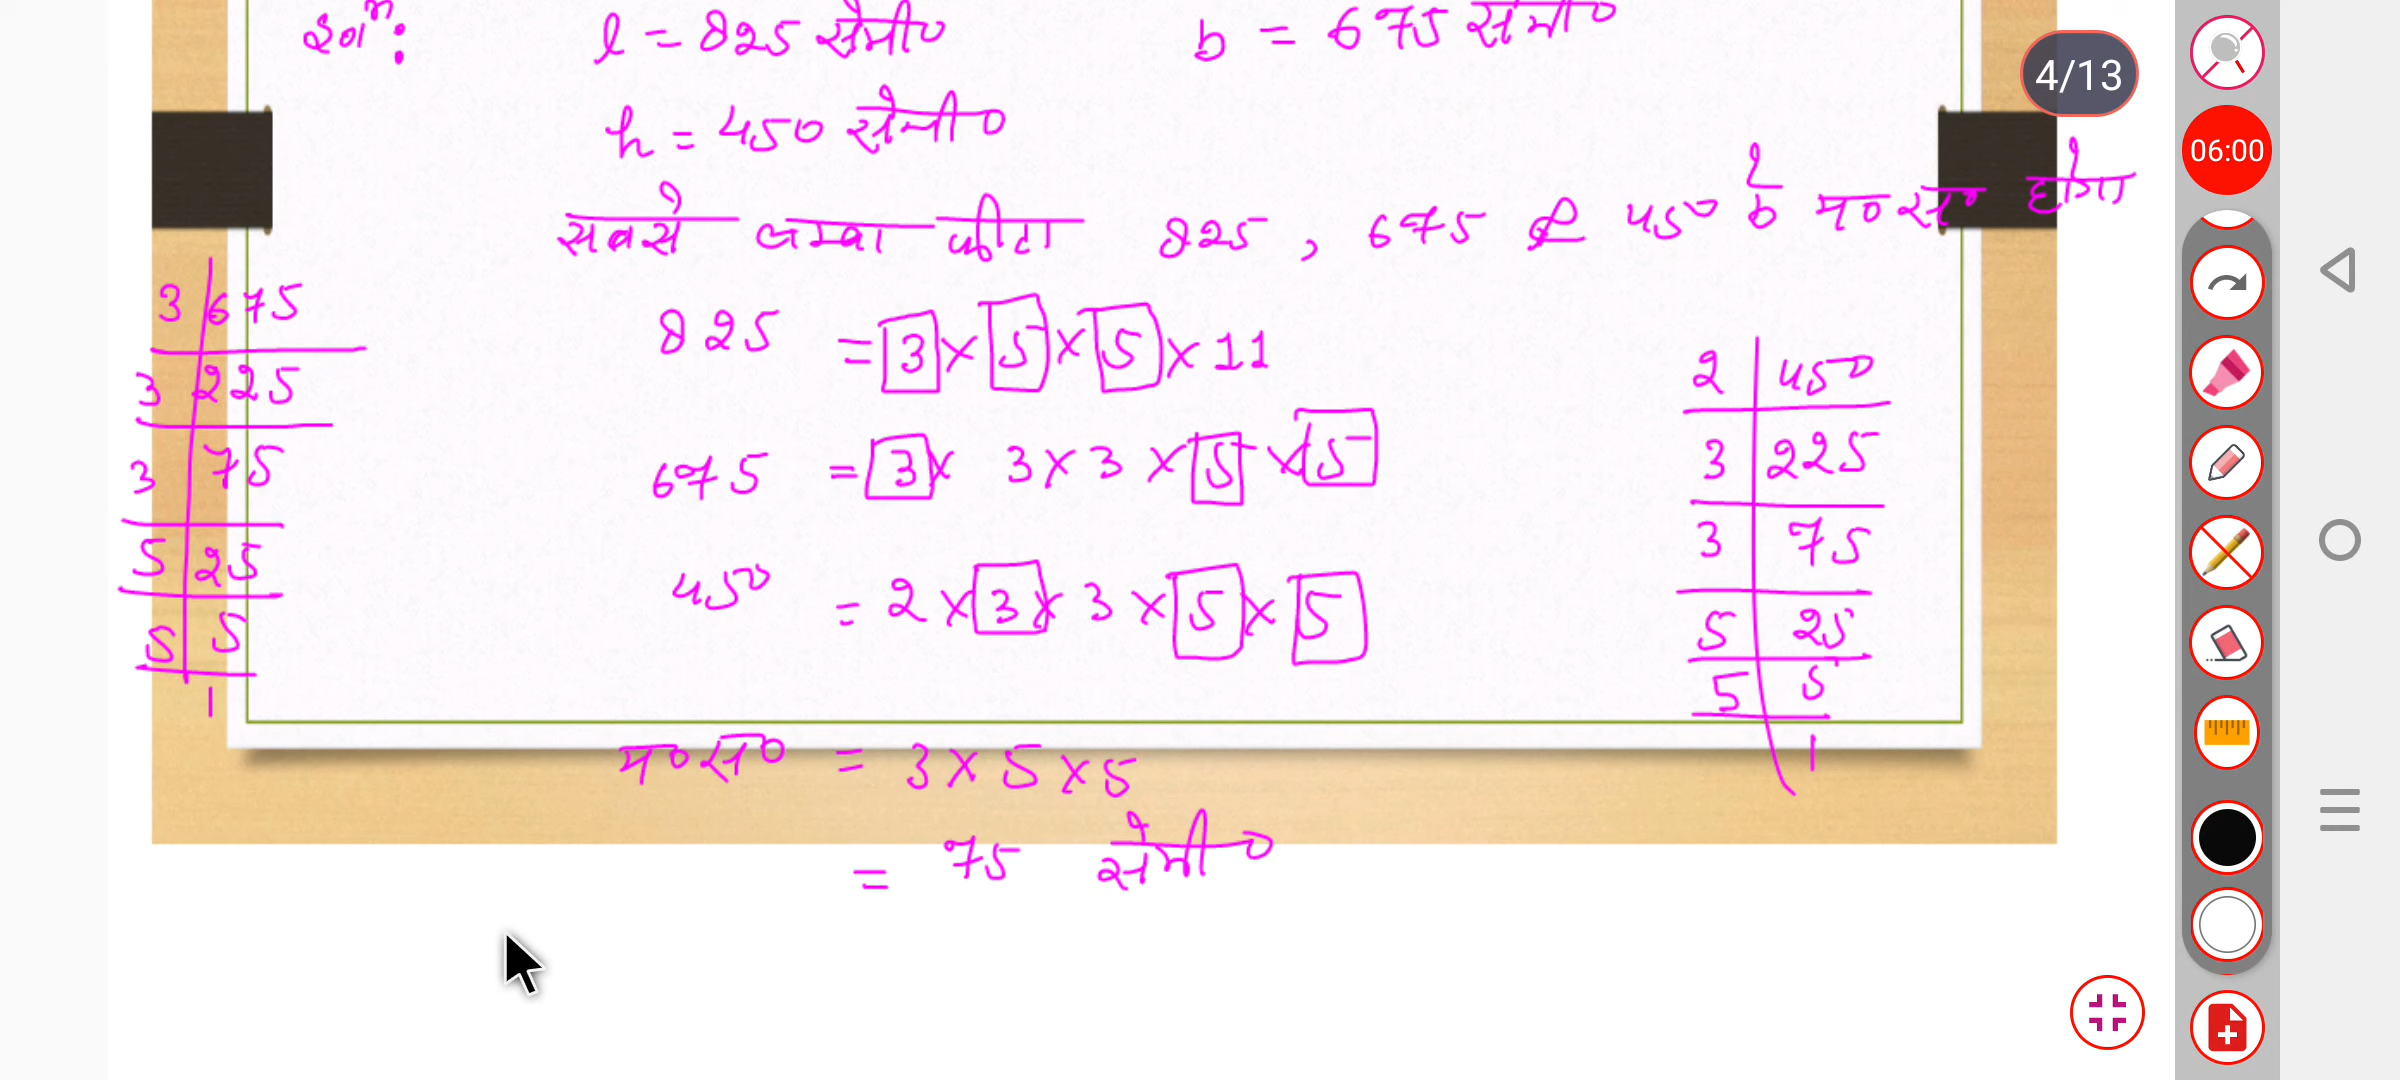 हल: l = 825 सेमी० b = 675 सेमी०
4/13
h = 450 सेमी०
06:00
सबसे लम्बा फीता 825, 675 & 450 के म०स० होगा
3 675
3 225
3 75
5 25
5 5
1
825 = 3 × 5 × 5 × 11
675 = 3 × 3 × 3 × 5 × 5
450 = 2 × 3 × 3 × 5 × 5
2 450
3 225
3 75
5 25
5 5
1
म०स० = 3 × 5 × 5
= 75 सेमी०